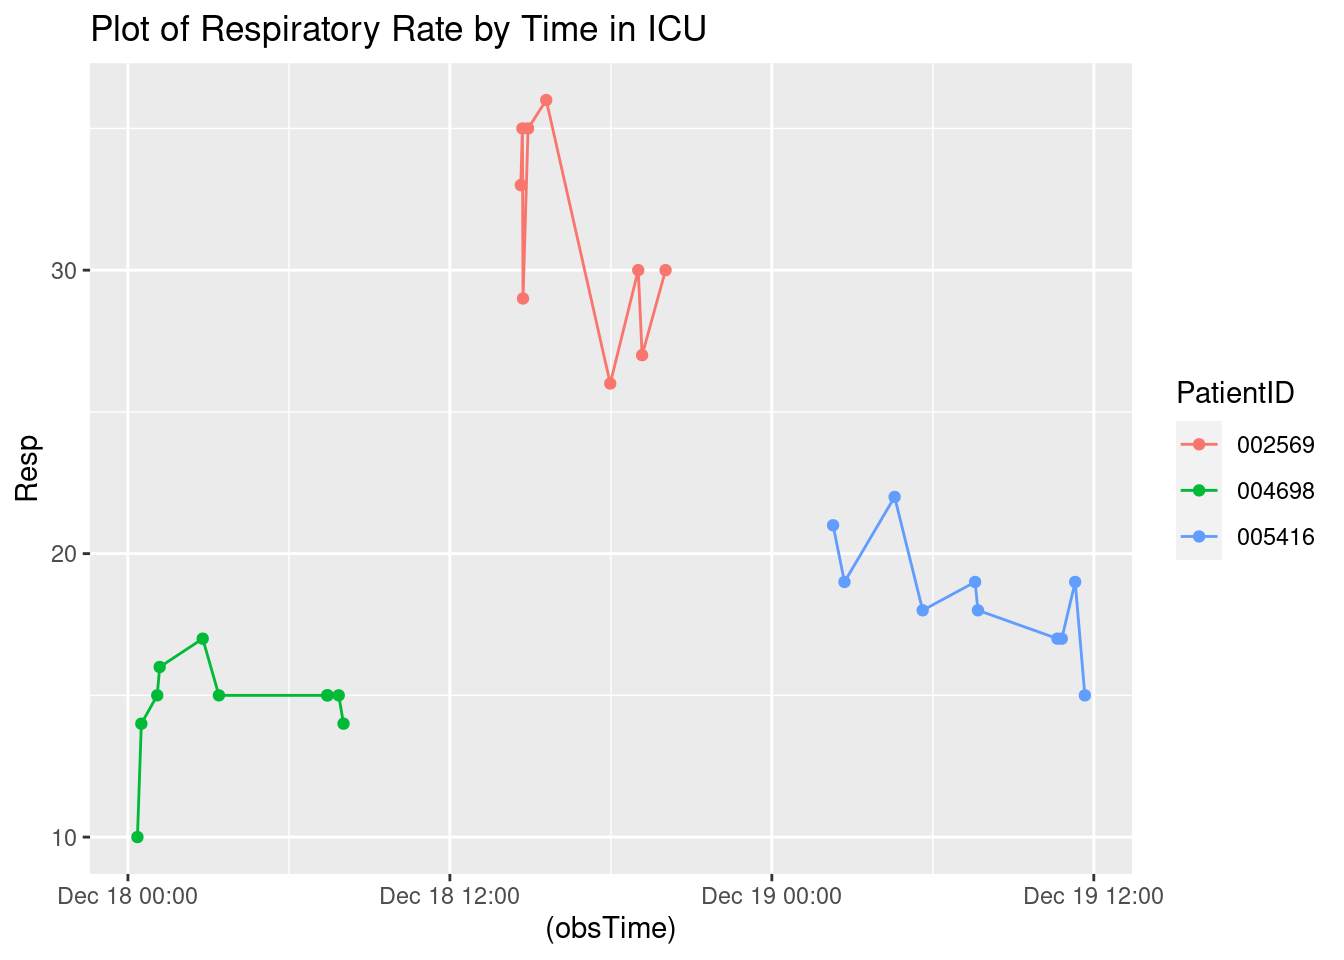 Plot of Respiratory Rate by Time in ICU
Resp
30
20
10
Dec 18 00:00
Dec 18 12:00
Dec 19 00:00
Dec 19 12:00
(obsTime)
PatientID
002569
004698
005416